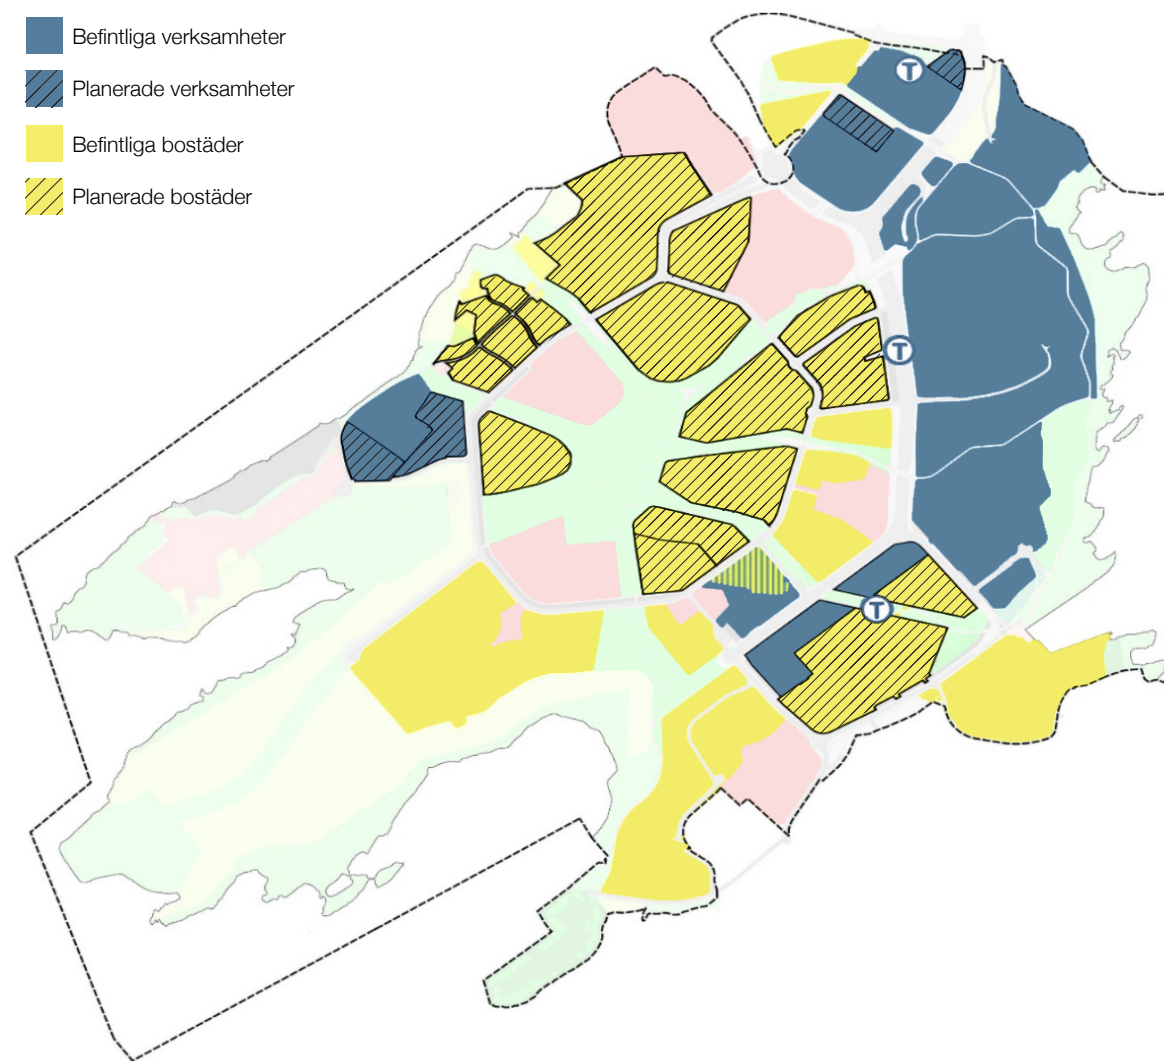 Befintliga verksamheter
Planerade verksamheter
Befintliga bostäder
Planerade bostäder
T
T
T